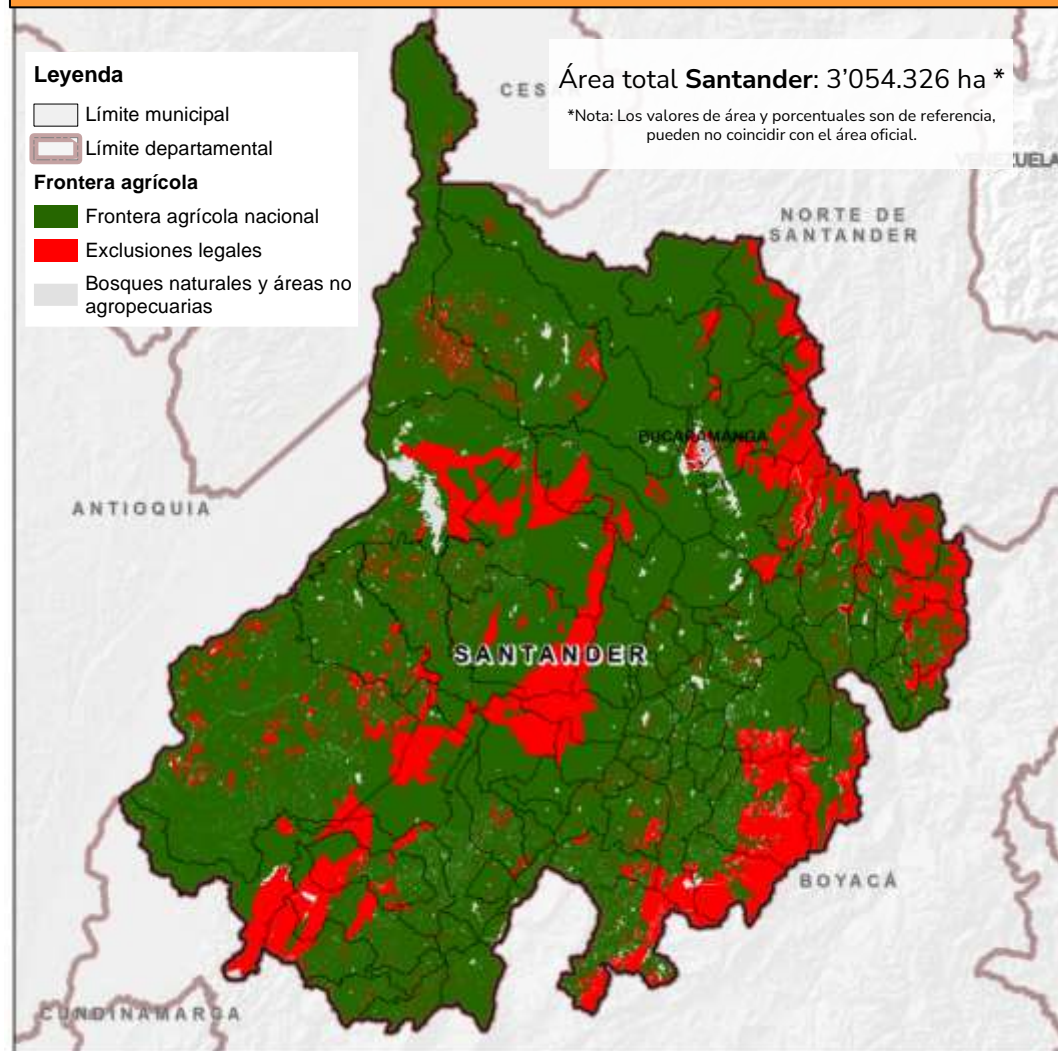 Leyenda
Límite municipal
Límite departamental
Frontera agrícola
Frontera agrícola nacional
Exclusiones legales
Bosques naturales y áreas no
agropecuarias
Área total Santander: 3’054.326 ha *
*Nota: Los valores de área y porcentuales son de referencia,
pueden no coincidir con el área oficial.
CES
VENEZUELA
NORTE DE
SANTANDER
BUCARAMANGA
ANTIOQUIA
SANTANDER
BOYACÁ
CUNDINAMARCA